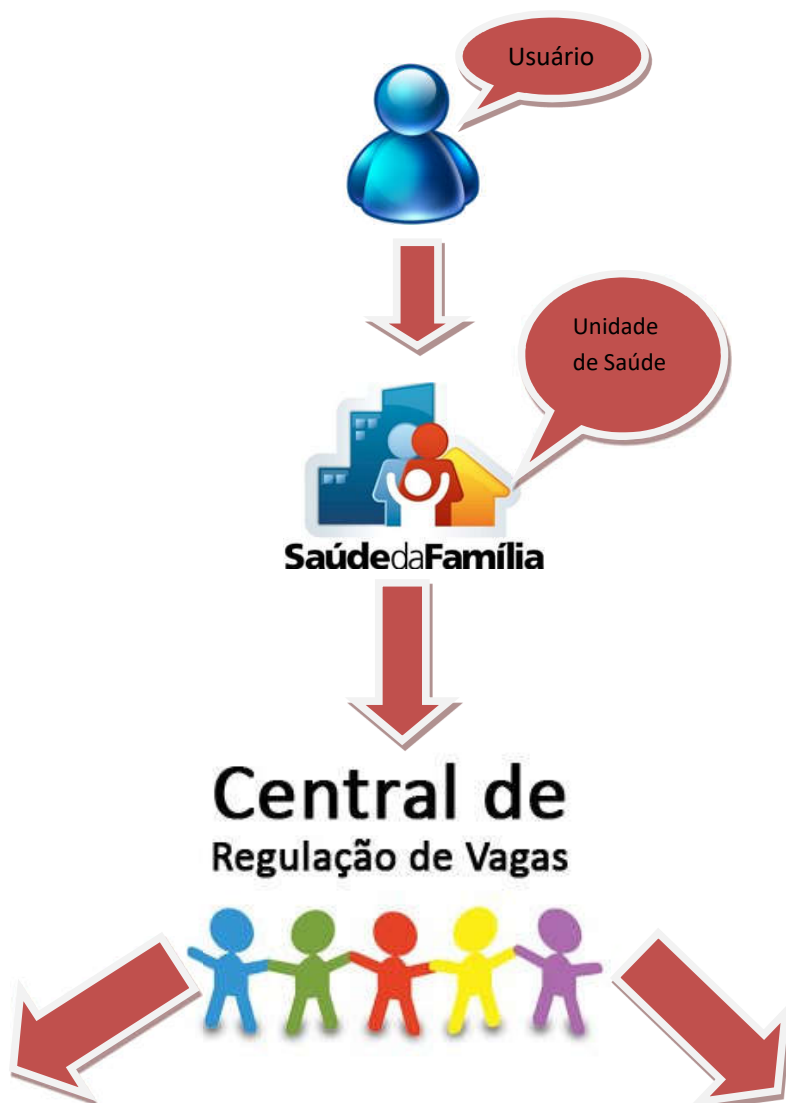 Usuário
Unidade
de Saúde
SaúdedaFamília
Central de
Regulação de Vagas